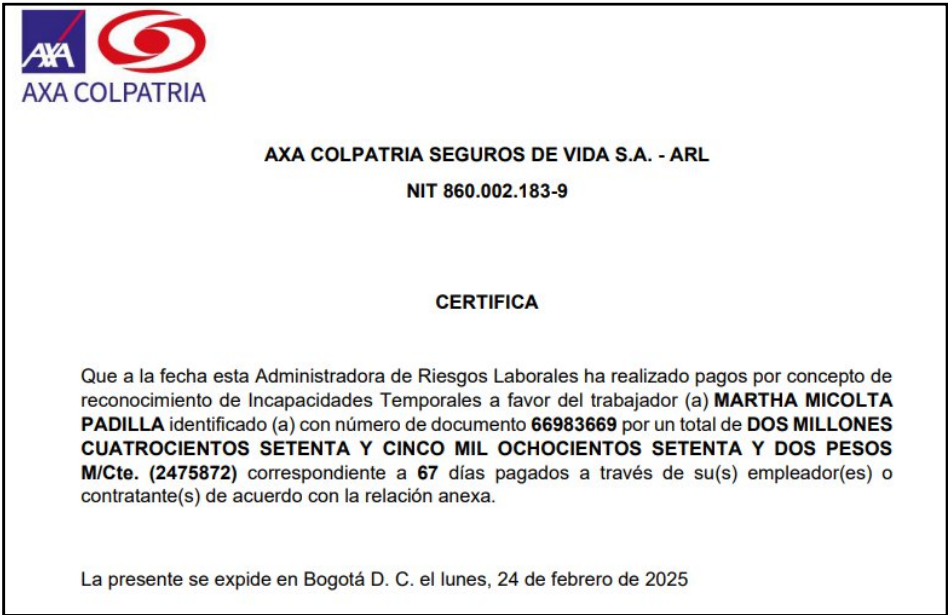 AXA
AXA COLPATRIA
AXA COLPATRIA SEGUROS DE VIDA S.A. - ARL
NIT 860.002.183-9
CERTIFICA
Que a la fecha esta Administradora de Riesgos Laborales ha realizado pagos por concepto de
reconocimiento de Incapacidades Temporales a favor del trabajador (a) MARTHA MICOLTA
PADILLA identificado (a) con número de documento 66983669 por un total de DOS MILLONES
CUATROCIENTOS SETENTA Y CINCO MIL OCHOCIENTOS SETENTA Y DOS PESOS
M/Cte. (2475872) correspondiente a 67 días pagados a través de su(s) empleador(es) o
contratante(s) de acuerdo con la relación anexa.
La presente se expide en Bogotá D. C. el lunes, 24 de febrero de 2025